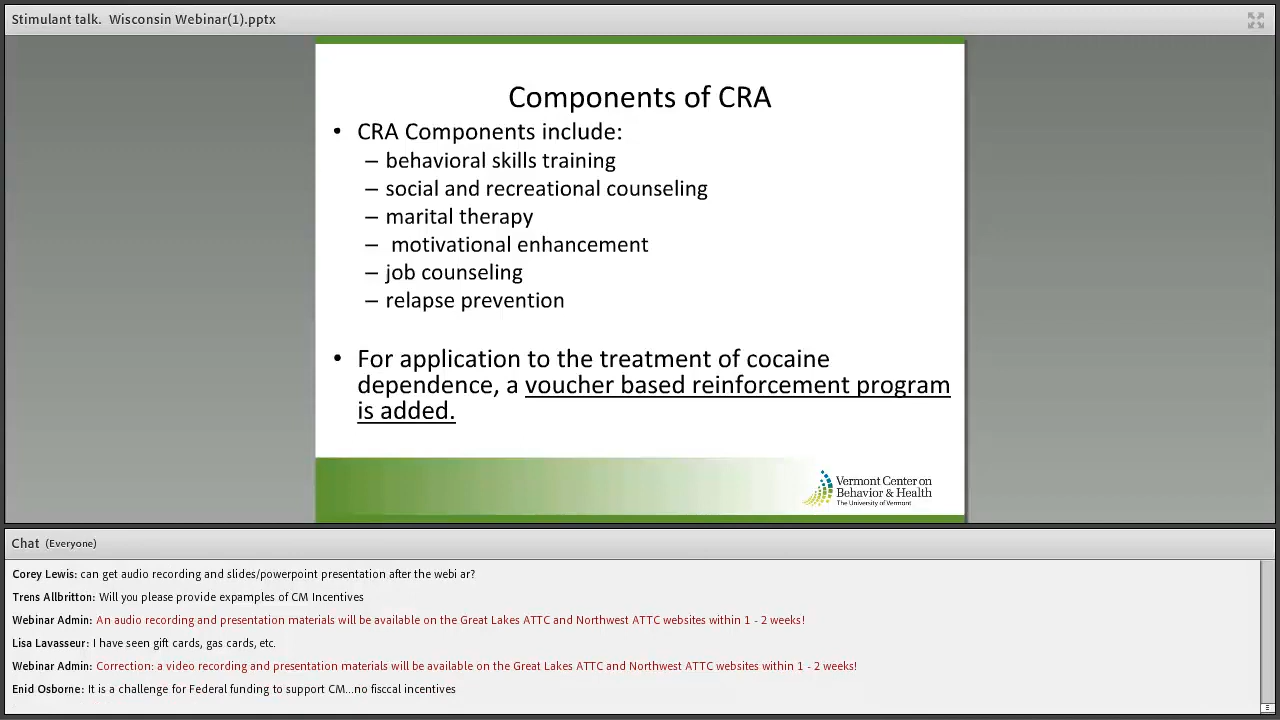 Stimulant talk. Wisconsin Webinar(1).pptx
Components of CRA
• CRA Components include:
– behavioral skills training
– social and recreational counseling
– marital therapy
– motivational enhancement
– job counseling
– relapse prevention
• For application to the treatment of cocaine
dependence, a voucher based reinforcement program
is added.
Vermont Center on
Behavior & Health
The University of Vermont
Chat (Everyone)
Corey Lewis: can get audio recording and slides/powerpoint presentation after the webi ar?
Trens Allbritton: Will you please provide expamples of CM Incentives
Webinar Admin: An audio recording and presentation materials will be available on the Great Lakes ATTC and Northwest ATTC websites within 1 - 2 weeks!
Lisa Lavasseur: I have seen gift cards, gas cards, etc.
Webinar Admin: Correction: a video recording and presentation materials will be available on the Great Lakes ATTC and Northwest ATTC websites within 1 - 2 weeks!
Enid Osborne: It is a challenge for Federal funding to support CM...no fisccal incentives